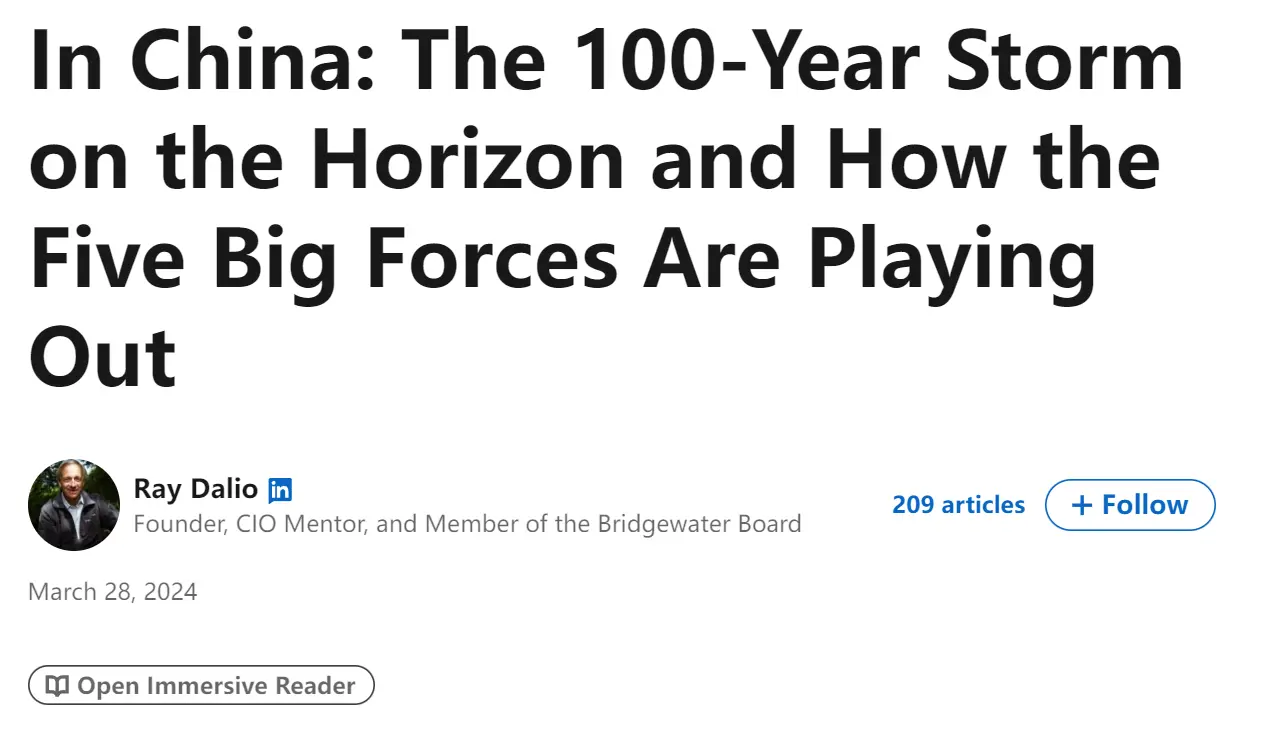 In China: The 100-Year Storm
on the Horizon and How the
Five Big Forces Are Playing
Out
Ray Dalio in
Founder, CIO Mentor, and Member of the Bridgewater Board
209 articles
+ Follow
March 28, 2024
Open Immersive Reader